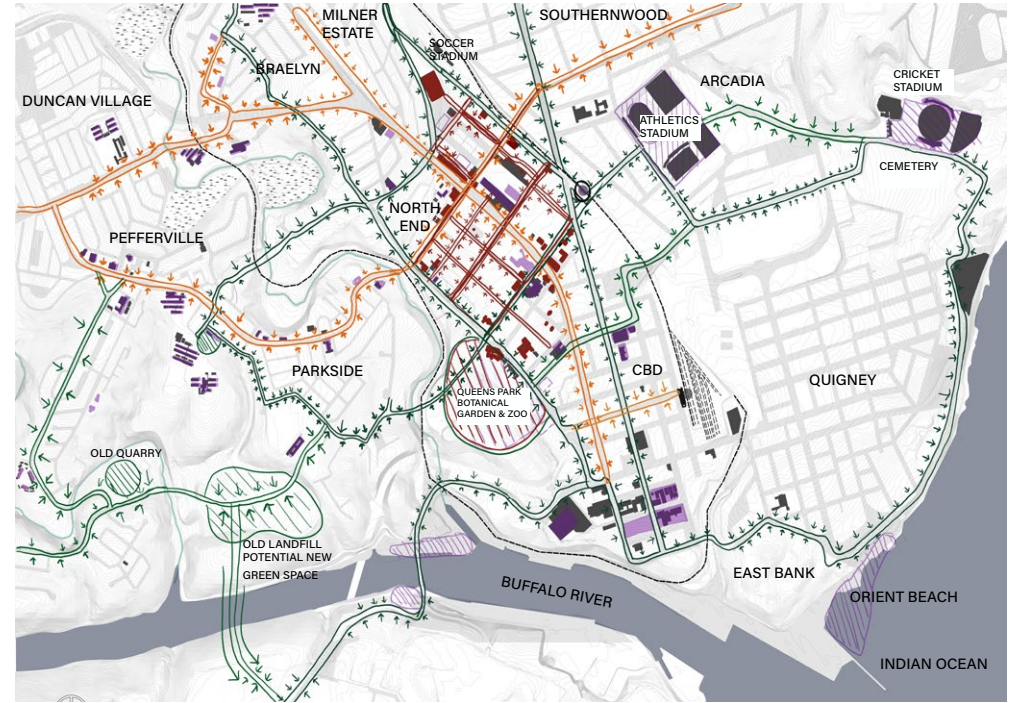 MILNER
ESTATE
SOUTHERNWOOD
SOCCER
STADIUM
BRAELYN
ARCADIA
CRICKET
STADIUM
DUNCAN VILLAGE
ATHLETICS
STADIUM
CEMETERY
NORTH
END
PEFFERVILLE
PARKSIDE
CBD
QUIGNEY
QUEENS PARK
BOTANICAL
GARDEN & ZOO
OLD QUARRY
OLD LANDFILL
POTENTIAL NEW
GREEN SPACE
EAST BANK
BUFFALO RIVER
ORIENT BEACH
INDIAN OCEAN